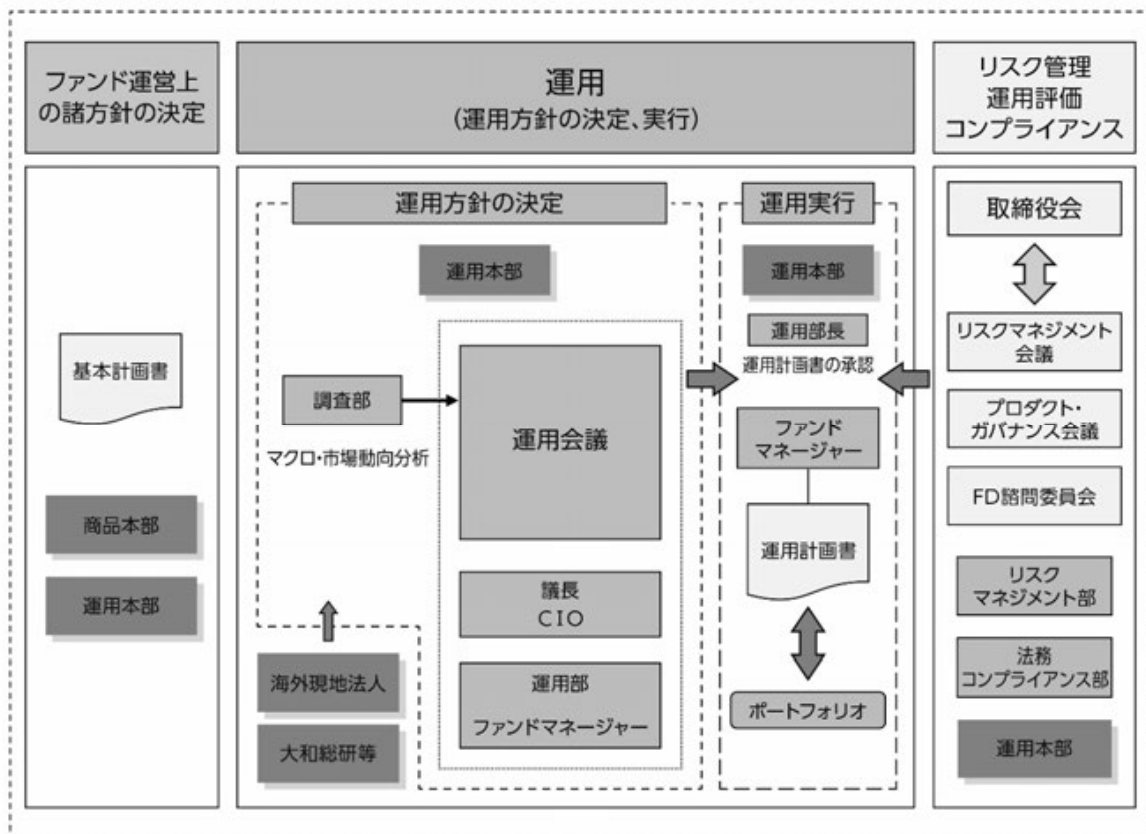 ファンド運営上
の諸方針の決定
運用
(運用方針の決定、実行)
リスク管理
運用評価
コンプライアンス
基本計画書
商品本部
運用本部
運用方針の決定
運用本部
調査部
マクロ・市場動向分析
運用会議
議長
CIO
運用部
ファンドマネージャー
海外現地法人
大和総研等
運用実行
運用本部
運用部長
運用計画書の承認
ファンド
マネージャー
運用計画書
ポートフォリオ
取締役会
リスクマネジメント
会議
プロダクト・
ガバナンス会議
FD諮問委員会
リスク
マネジメント部
法務
コンプライアンス部
運用本部